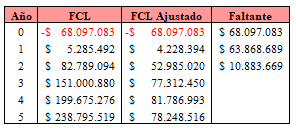 Año FCL FCL Ajustado Faltante
0 -$ 68.097.083 -$ 68.097.083 $ 68.097.083
1 $ 5.285.492 $ 4.228.394 $ 63.868.689
2 $ 82.789.094 $ 52.985.020 $ 10.883.669
3 $ 151.000.880 $ 77.312.450
4 $ 199.675.276 $ 81.786.993
5 $ 238.795.519 $ 78.248.516